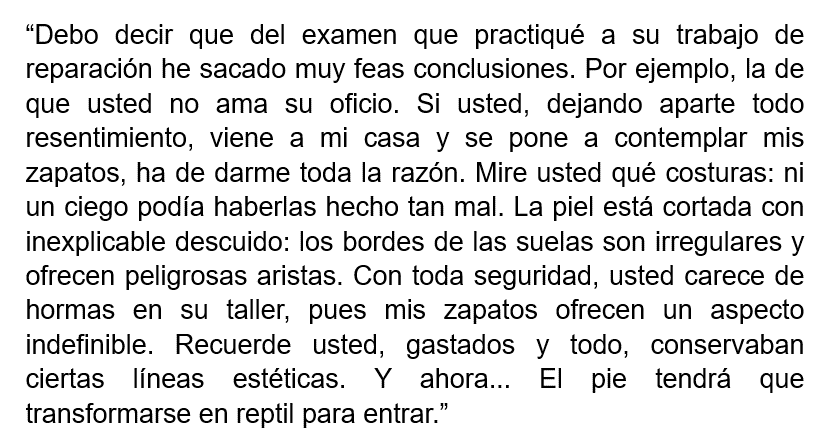 “Debo decir que del examen que practiqué a su trabajo de
reparación he sacado muy feas conclusiones. Por ejemplo, la de
que usted no ama su oficio. Si usted, dejando aparte todo
resentimiento, viene a mi casa y se pone a contemplar mis
zapatos, ha de darme toda la razón. Mire usted qué costuras: ni
un ciego podía haberlas hecho tan mal. La piel está cortada con
inexplicable descuido: los bordes de las suelas son irregulares y
ofrecen peligrosas aristas. Con toda seguridad, usted carece de
hormas en su taller, pues mis zapatos ofrecen un aspecto
indefinible. Recuerde usted, gastados y todo, conservaban
ciertas líneas estéticas. Y ahora... El pie tendrá que
transformarse en reptil para entrar.”